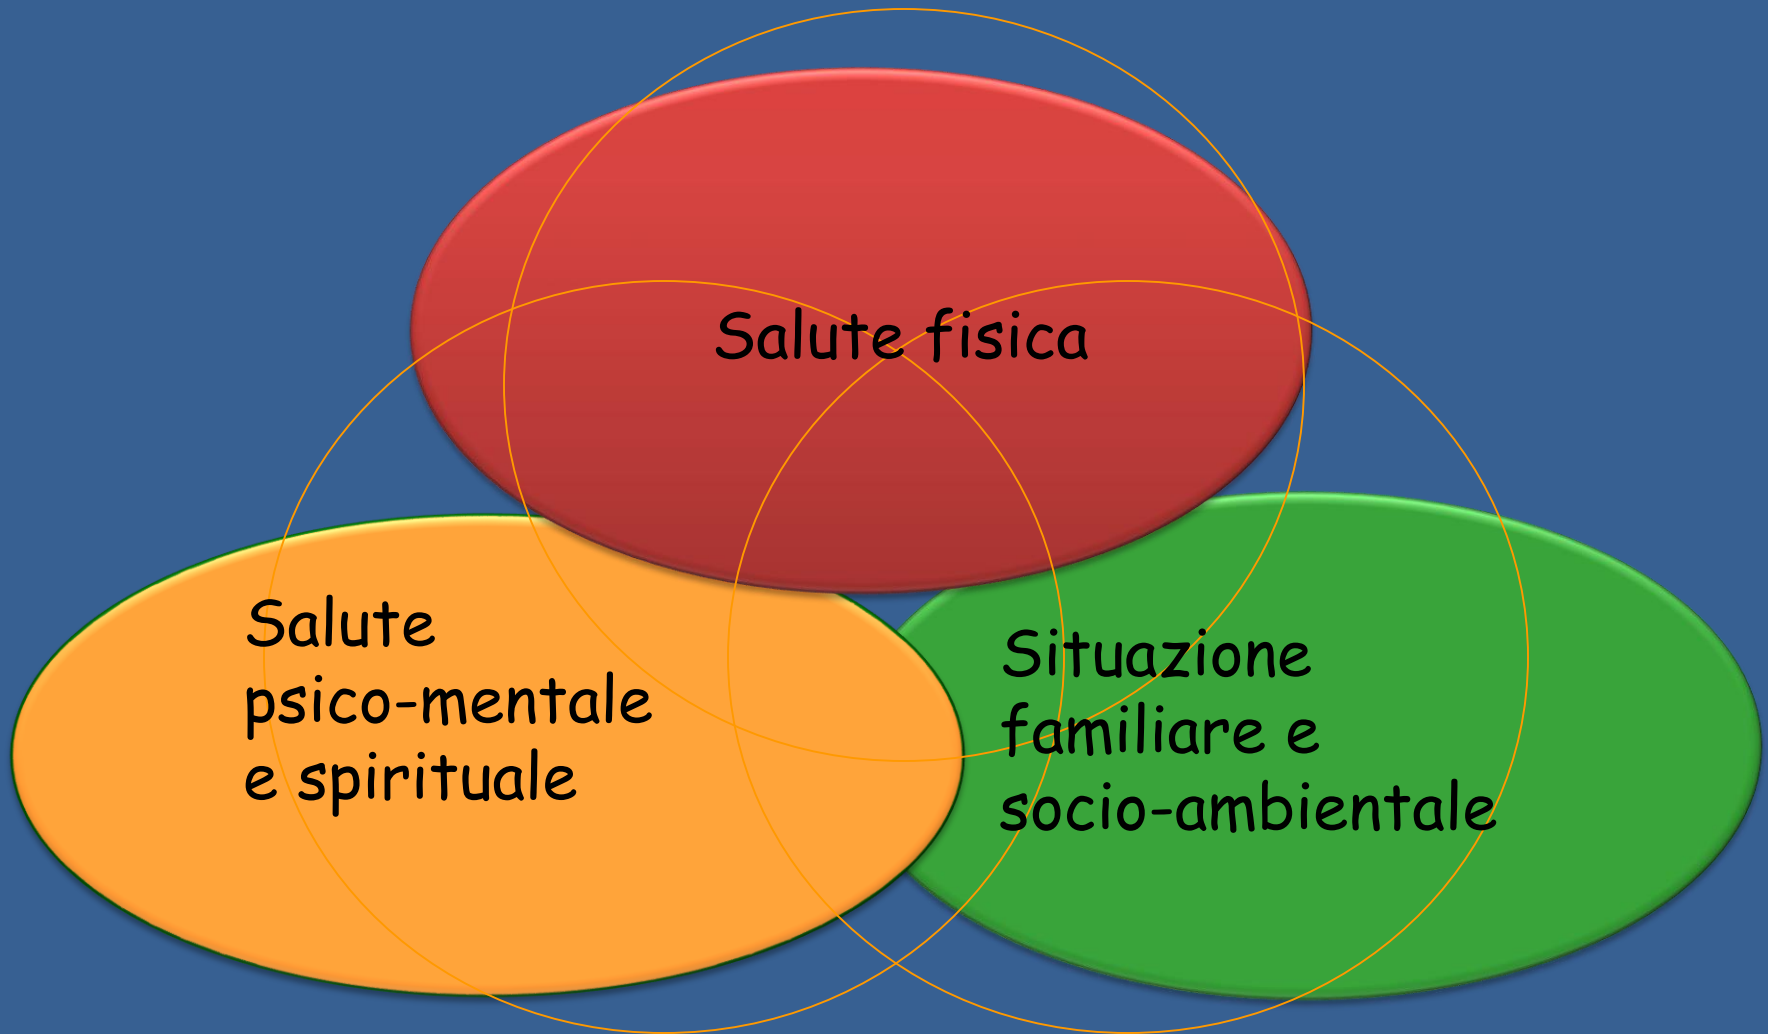 Salute fisica
Salute
psico-mentale
e spirituale
Situazione
familiare e
socio-ambientale